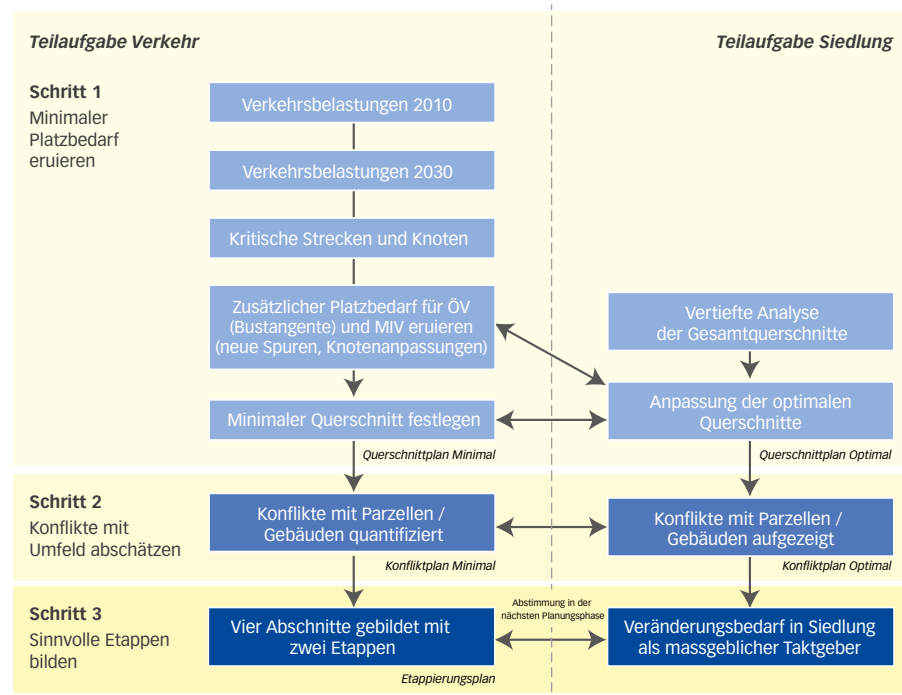 Teilaufgabe Verkehr
Teilaufgabe Siedlung
Schritt 1
Minimaler
Platzbedarf
eruieren
Verkehrsbelastungen 2010
Verkehrsbelastungen 2030
Kritische Strecken und Knoten
Zusätzlicher Platzbedarf für ÖV
(Bustangente) und MIV eruieren
(neue Spuren, Knotenanpassungen)
Vertiefte Analyse
der Gesamtquerschnitte
Minimaler Querschnitt festlegen
Anpassung der optimalen
Querschnitte
Querschnittplan Minimal
Querschnittplan Optimal
Schritt 2
Konflikte mit
Umfeld abschätzen
Konflikte mit Parzellen /
Gebäuden quantifiziert
Konflikte mit Parzellen /
Gebäuden aufgezeigt
Konfliktplan Minimal
Konfliktplan Optimal
Schritt 3
Sinnvolle Etappen
bilden
Vier Abschnitte gebildet mit
zwei Etappen
Abstimmung in der
nächsten Planungsphase
Veränderungsbedarf in Siedlung
als massgeblicher Taktgeber
Etappierungsplan